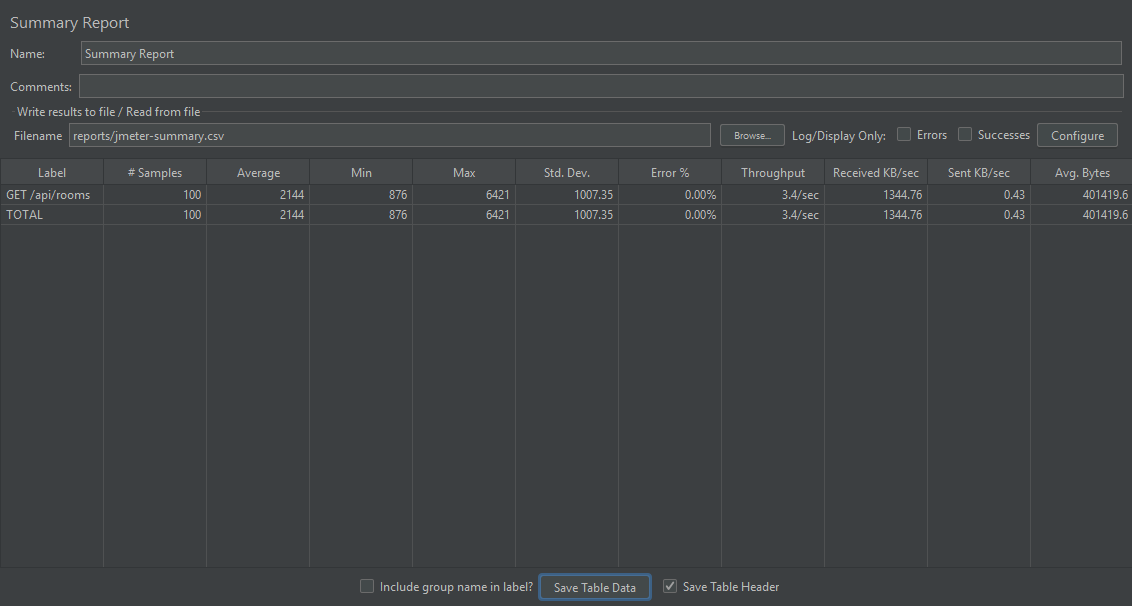 Summary Report
Name: Summary Report
Comments:
Write results to file / Read from file
Filename reports/jmeter-summary.csv Browse... Log/Display Only: Errors Successes Configure
Label # Samples Average Min Max Std. Dev. Error % Throughput Received KB/sec Sent KB/sec Avg. Bytes
GET /api/rooms 100 2144 876 6421 1007.35 0.00% 3.4/sec 1344.76 0.43 401419.6
TOTAL 100 2144 876 6421 1007.35 0.00% 3.4/sec 1344.76 0.43 401419.6
Include group name in label? Save Table Data Save Table Header